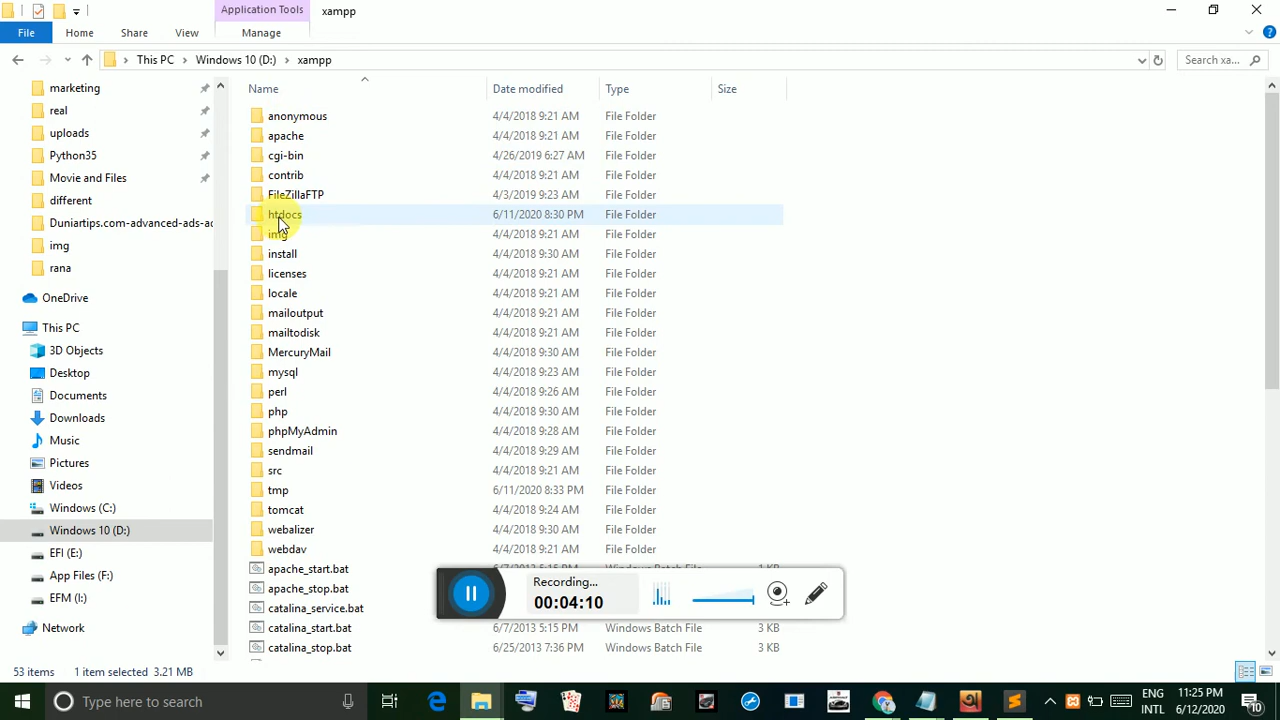 Application Tools
xampp
File
Home
Share
View
Manage
This PC
Windows 10 (D:)
xampp
Search xa...
marketing
real
uploads
Python35
Movie and Files
different
Duniartips.com-advanced-ads-ac
img
rana
OneDrive
This PC
3D Objects
Desktop
Documents
Downloads
Music
Pictures
Videos
Windows (C:)
Windows 10 (D:)
EFI (E:)
App Files (F:)
EFM (I:)
Network
Name Date modified Type Size
anonymous 4/4/2018 9:21 AM File Folder
apache 4/4/2018 9:21 AM File Folder
cgi-bin 4/26/2019 6:27 AM File Folder
contrib 4/4/2018 9:21 AM File Folder
FileZillaFTP 4/3/2019 9:23 AM File Folder
htdocs 6/11/2020 8:30 PM File Folder
img 4/4/2018 9:21 AM File Folder
install 4/4/2018 9:30 AM File Folder
licenses 4/4/2018 9:21 AM File Folder
locale 4/4/2018 9:21 AM File Folder
mailoutput 4/4/2018 9:21 AM File Folder
mailtodisk 4/4/2018 9:21 AM File Folder
MercuryMail 4/4/2018 9:30 AM File Folder
mysql 4/4/2018 9:23 AM File Folder
perl 4/4/2018 9:26 AM File Folder
php 4/4/2018 9:30 AM File Folder
phpMyAdmin 4/4/2018 9:28 AM File Folder
sendmail 4/4/2018 9:29 AM File Folder
src 4/4/2018 9:21 AM File Folder
tmp 6/11/2020 8:33 PM File Folder
tomcat 4/4/2018 9:24 AM File Folder
webalizer 4/4/2018 9:30 AM File Folder
webdav 4/4/2018 9:21 AM File Folder
apache_start.bat
apache_stop.bat
catalina_service.bat
catalina_start.bat 6/7/2013 5:15 PM Windows Batch File 3 KB
catalina_stop.bat 6/25/2013 7:36 PM Windows Batch File 3 KB
Recording...
00:04:10
53 items 1 item selected 3.21 MB
Type here to search
ENG
INTL
11:25 PM
6/12/2020
10